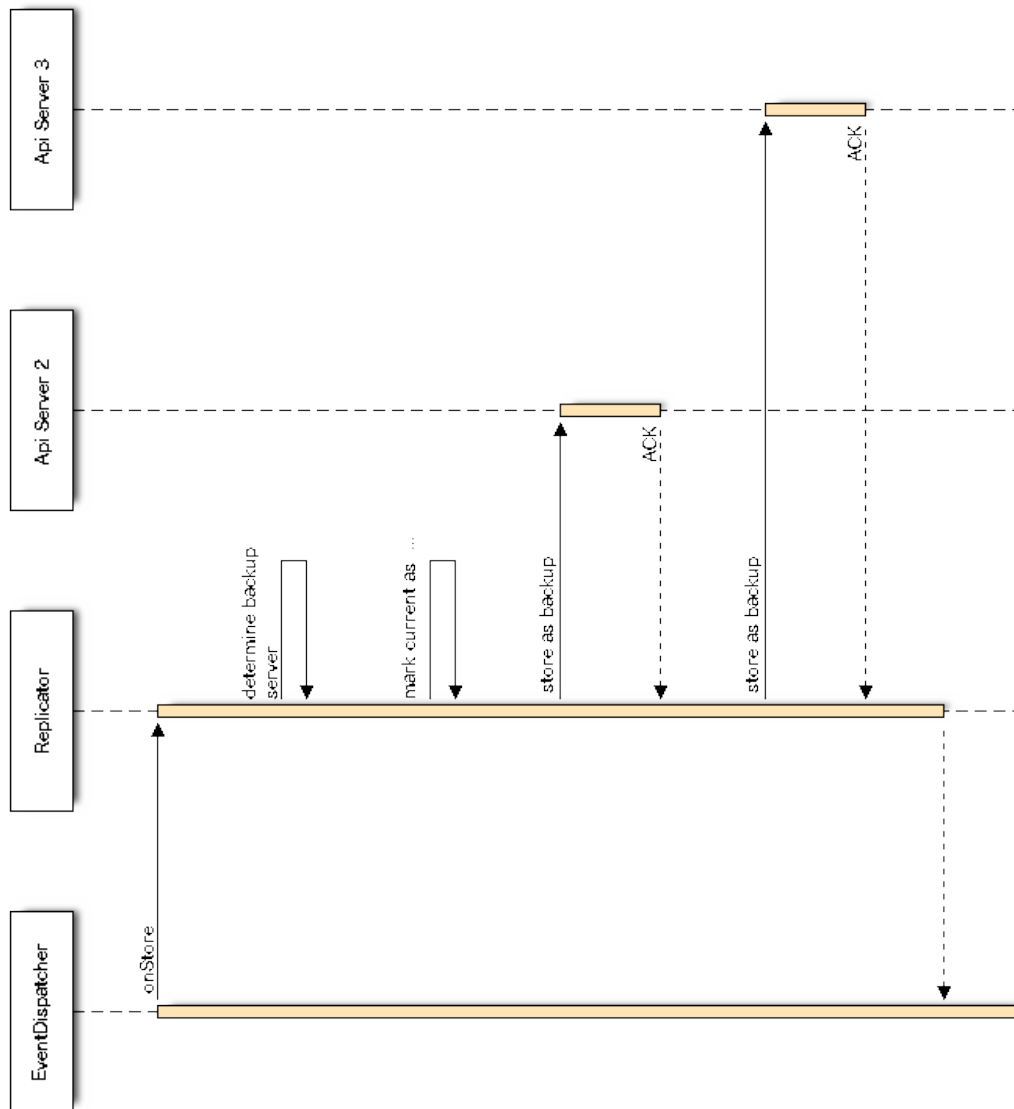 EventDispatcher
Replicator
Api Server 2
Api Server 3
onStore
determine backup
server
mark current as ...
store as backup
ACK
store as backup
ACK